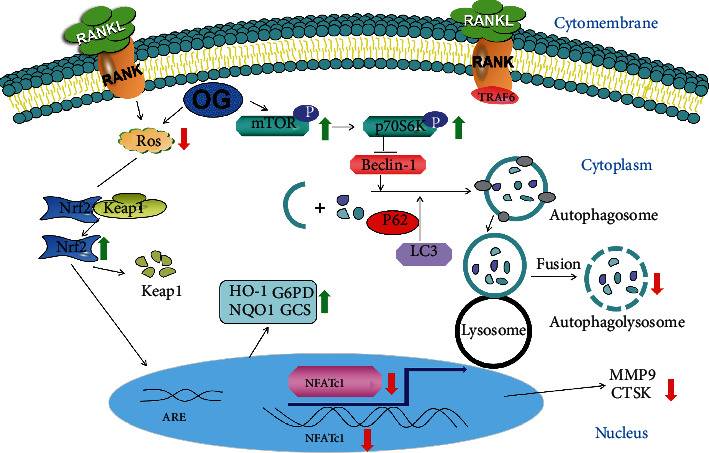 RANKL
RANK
RANKL
RANK
TRAF6
Cytomembrane
OG
Ros
mTOR
P
p70S6K
P
Beclin-1
Cytoplasm
Nrf2
Keap1
+
P62
LC3
Autophagosome
Nrf2
Keap1
HO-1 G6PD
NQO1 GCS
Fusion
Lysosome
Autophagolysosome
NFATc1
MMP9
CTSK
ARE
NFATc1
Nucleus